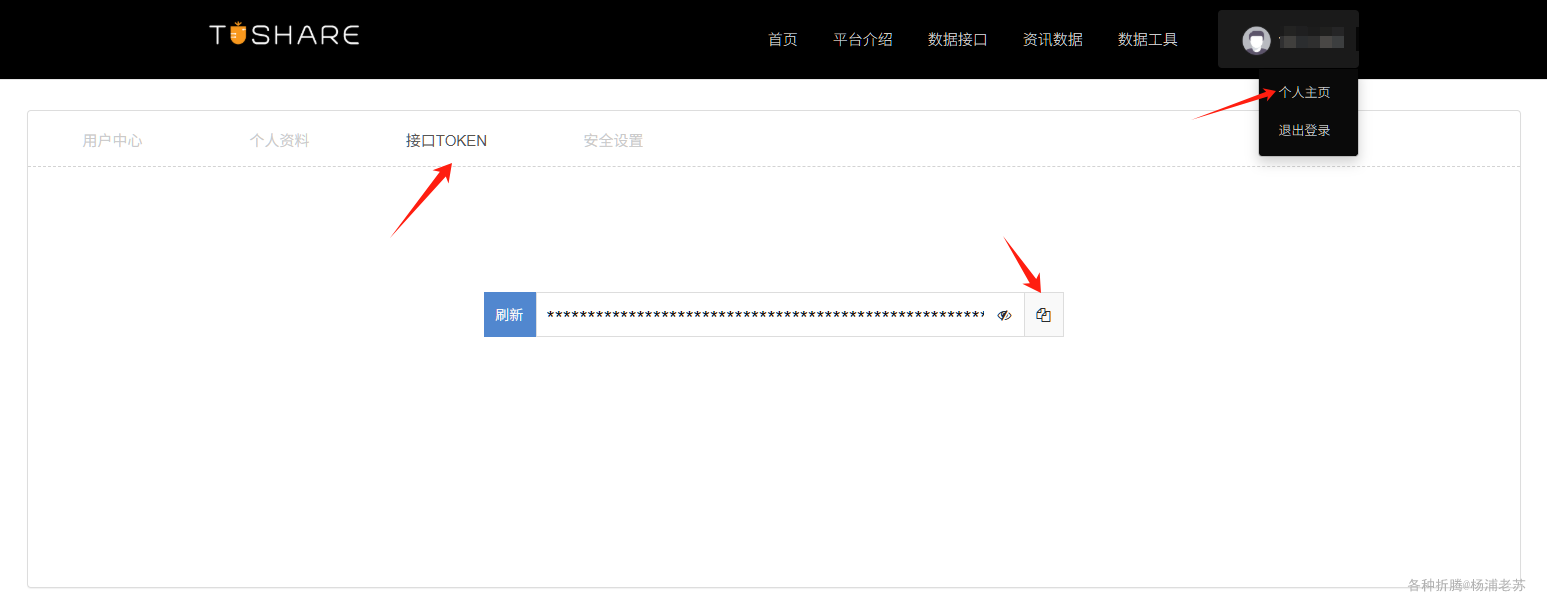 TUSHARE
首页 平台介绍 数据接口 资讯数据 数据工具
个人主页
退出登录
用户中心 个人资料 接口TOKEN 安全设置
刷新 ******************************************************
各种折腾@杨浦老苏